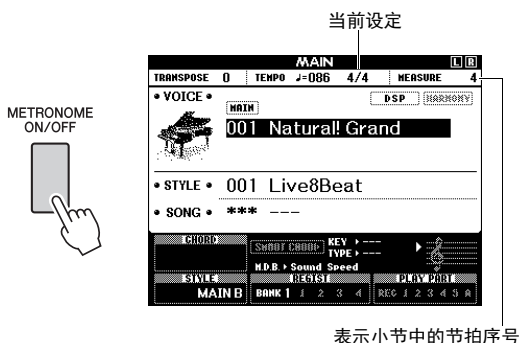 当前设定
METRONOME
ON/OFF
MAIN L R
TRANSPOSE 0 TEMPO ♩=086 4/4 MEASURE 4
• VOICE • MAIN DSP HARMONY
001 Natural! Grand
• STYLE • 001 Live8Beat
• SONG • *** ---
CHORD SMART CHORD KEY ▸ ---
TYPE ▸ ---
M.D.B. ▸ Sound Speed
STYLE REGIST PLAY PART
MAIN B BANK 1 1 2 3 4 REC 1 2 3 4 5 A
表示小节中的节拍序号